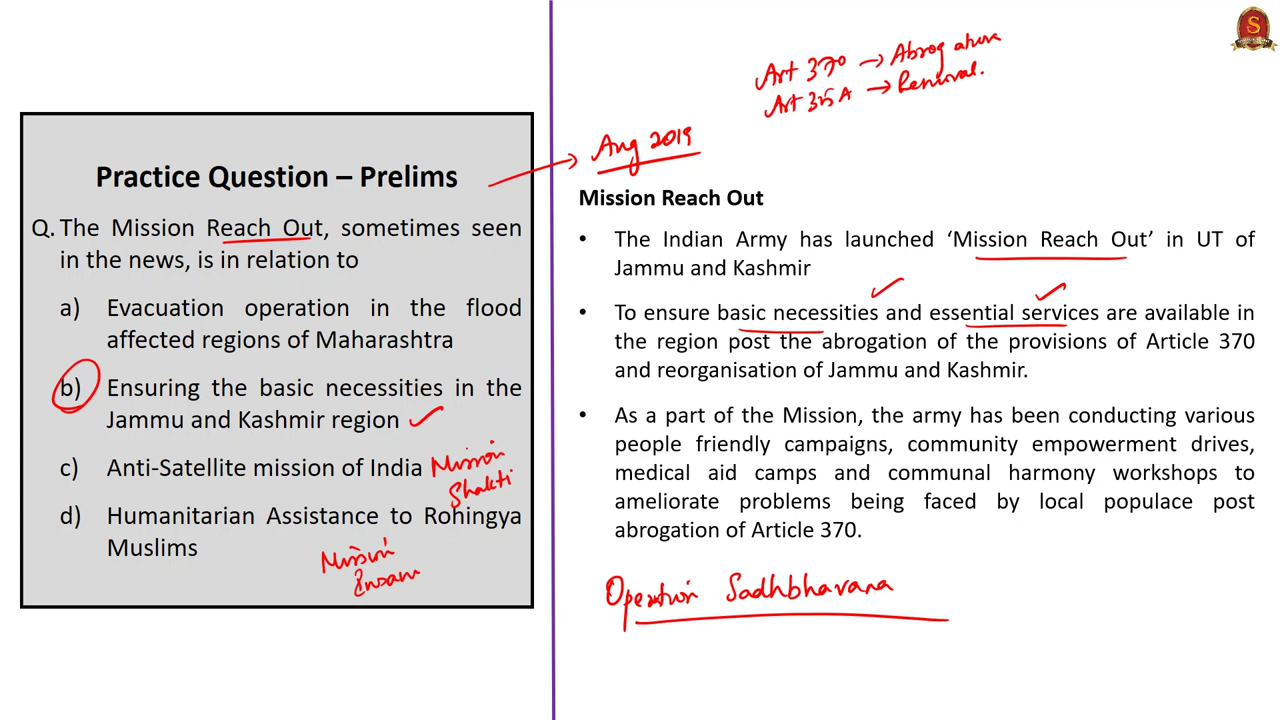 Practice Question – Prelims
Q. The Mission Reach Out, sometimes seen
in the news, is in relation to
a) Evacuation operation in the flood
affected regions of Maharashtra
b) Ensuring the basic necessities in the
Jammu and Kashmir region
c) Anti-Satellite mission of India Mission
Shakti
d) Humanitarian Assistance to Rohingya
Muslims
Mission
Insani
Art 370 → Abrogation
Art 35A → Removal.
Aug 2019
Mission Reach Out
• The Indian Army has launched ‘Mission Reach Out’ in UT of
Jammu and Kashmir
• To ensure basic necessities and essential services are available in
the region post the abrogation of the provisions of Article 370
and reorganisation of Jammu and Kashmir.
• As a part of the Mission, the army has been conducting various
people friendly campaigns, community empowerment drives,
medical aid camps and communal harmony workshops to
ameliorate problems being faced by local populace post
abrogation of Article 370.
Operation Sadhbhavana
S